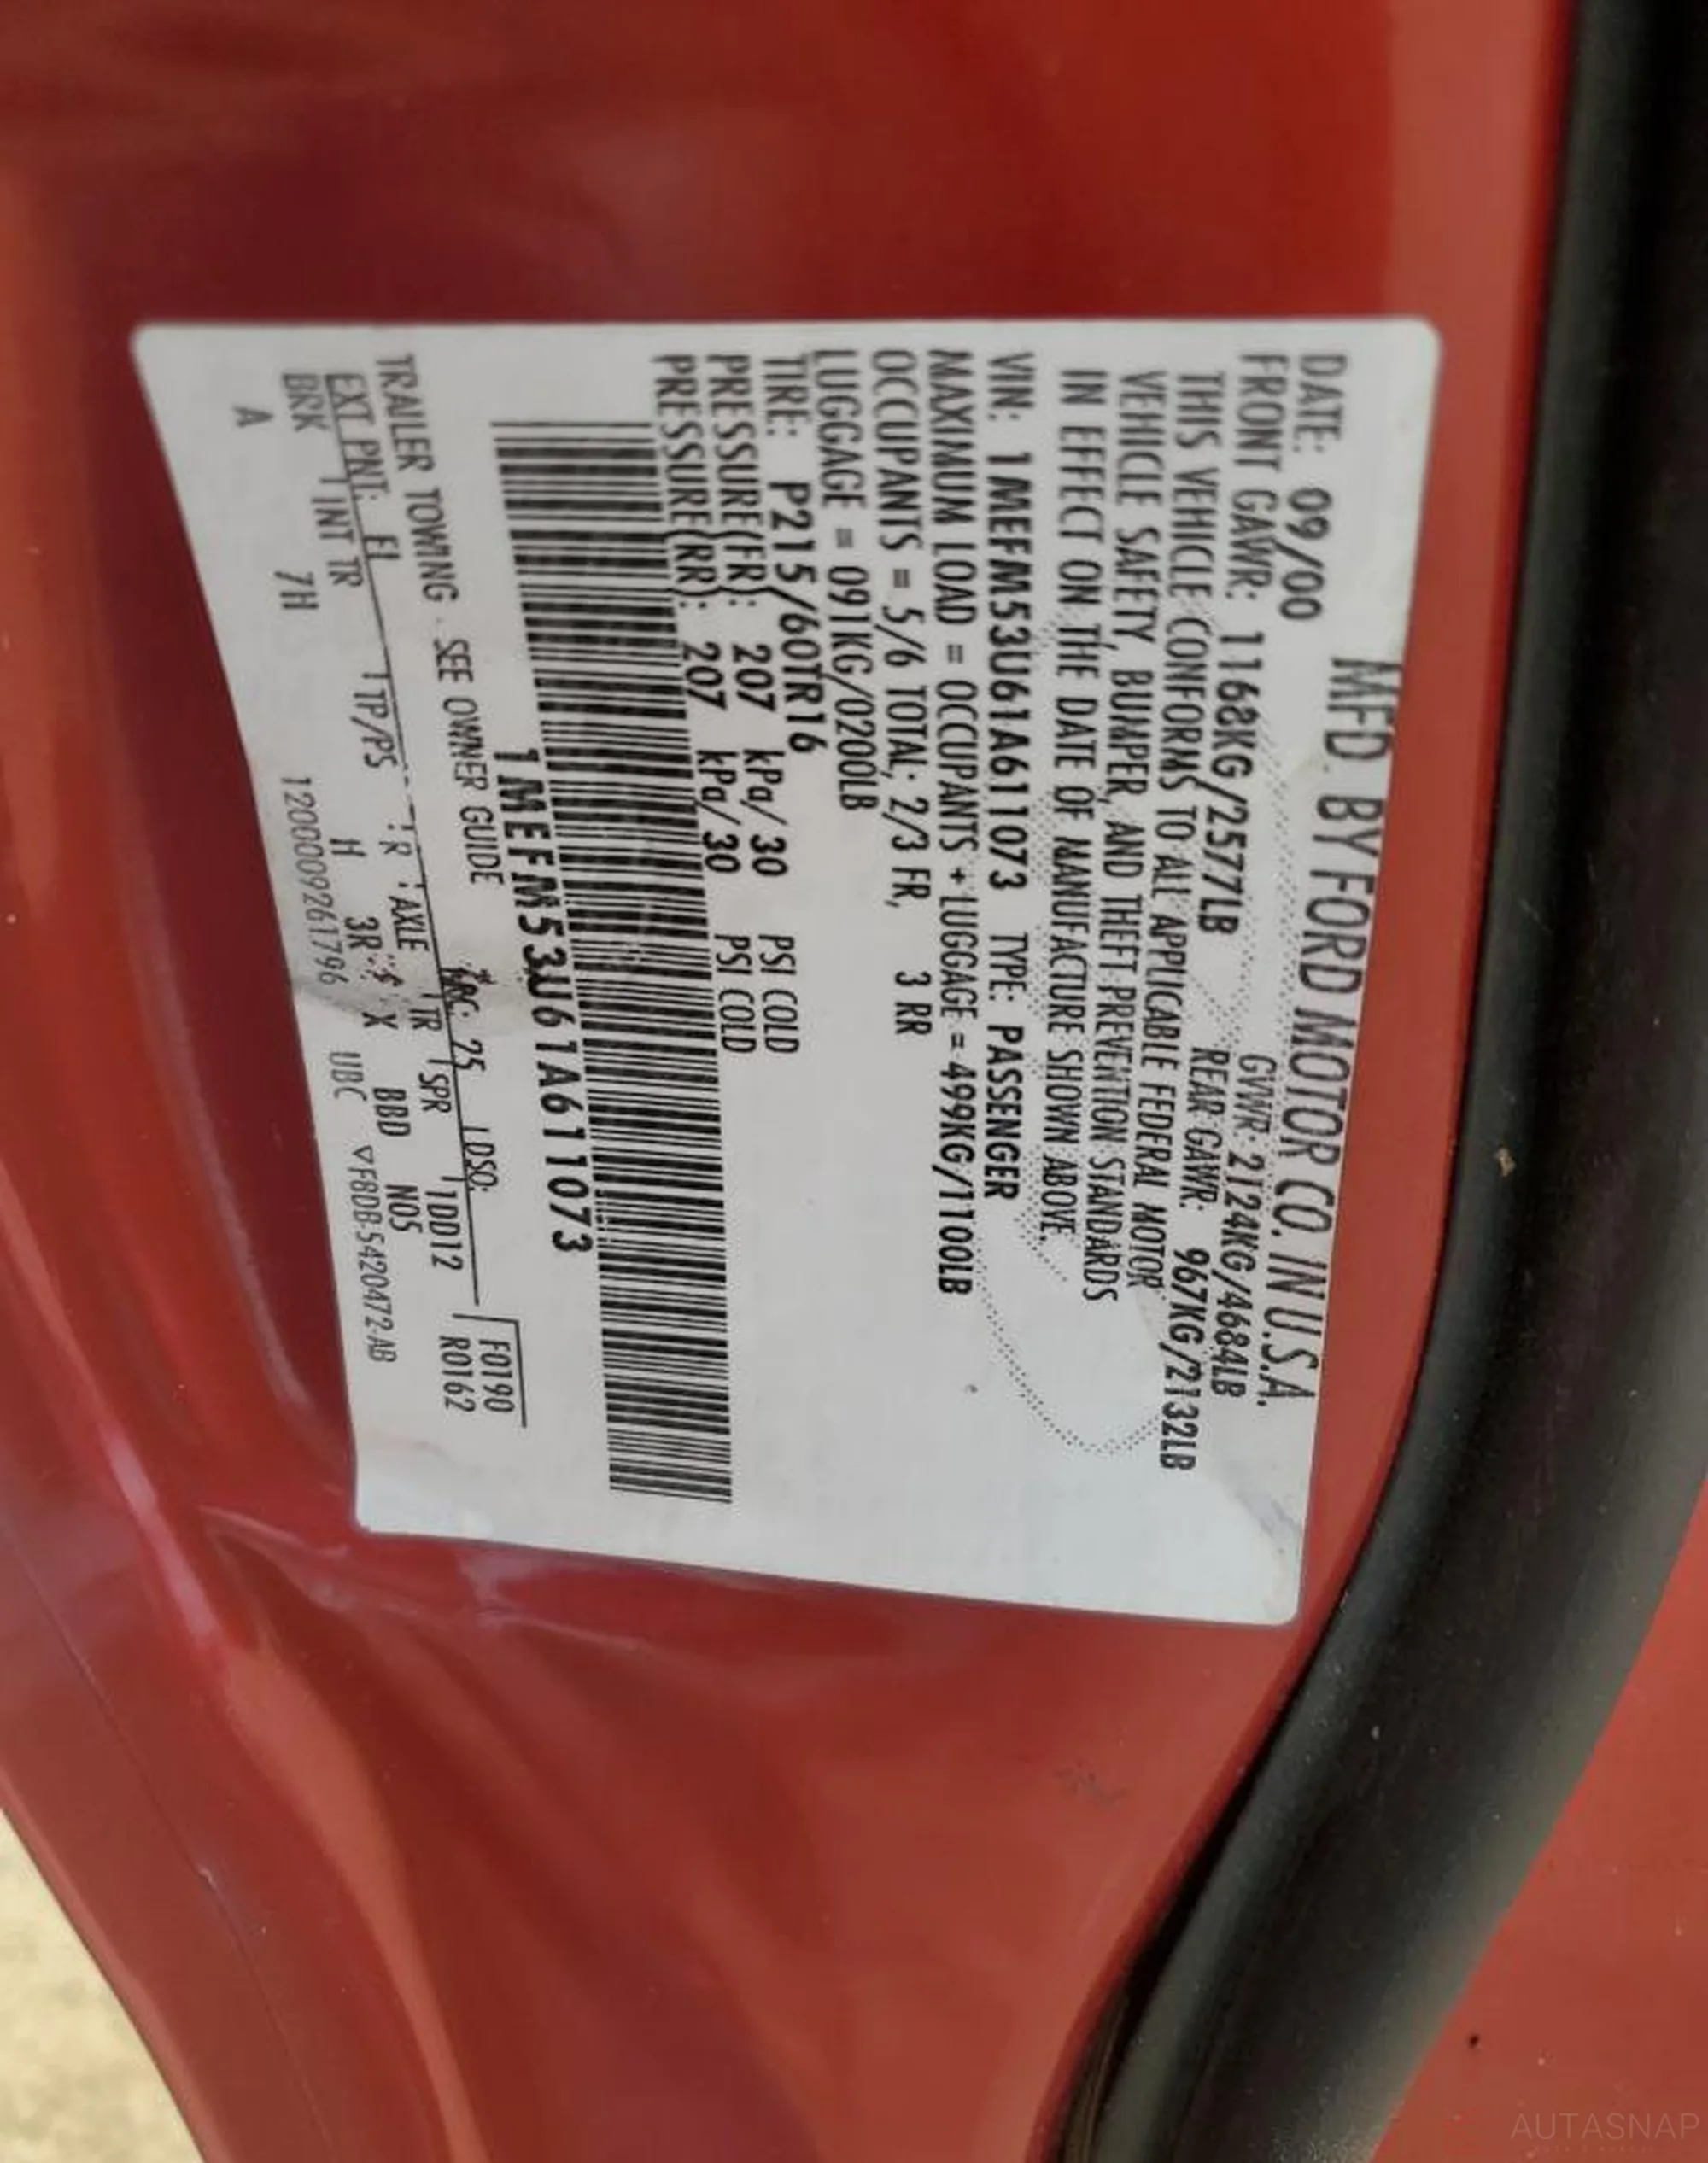 MFD. BY FORD MOTOR CO. IN U.S.A.
DATE: 09/00 GVWR: 2124KG/4684LB
FRONT GAWR: 1168KG/2577LB REAR GAWR: 967KG/2132LB
THIS VEHICLE CONFORMS TO ALL APPLICABLE FEDERAL MOTOR
VEHICLE SAFETY, BUMPER, AND THEFT PREVENTION STANDARDS
IN EFFECT ON THE DATE OF MANUFACTURE SHOWN ABOVE.
VIN: 1MEFM53U61A611073 TYPE: PASSENGER
MAXIMUM LOAD = OCCUPANTS + LUGGAGE = 499KG/1100LB
OCCUPANTS = 5/6 TOTAL; 2/3 FR, 3 RR
LUGGAGE = 091KG/0200LB
TIRE: P215/60TR16
PRESSURE(FR): 207 kPa/ 30 PSI COLD
PRESSURE(RR): 207 kPa/ 30 PSI COLD
1MEFM53U61A611073
TRAILER TOWING - SEE OWNER GUIDE
F0190
EXT PNT: E1 RC: 25 DSO: R0162
BRK INT TR TP/PS R AXLE TR SPR 1DD12
A 7H H 3R X BBD N05
1200009261796 UBC ▽F8DB-5420472-AB
AUTASNAP